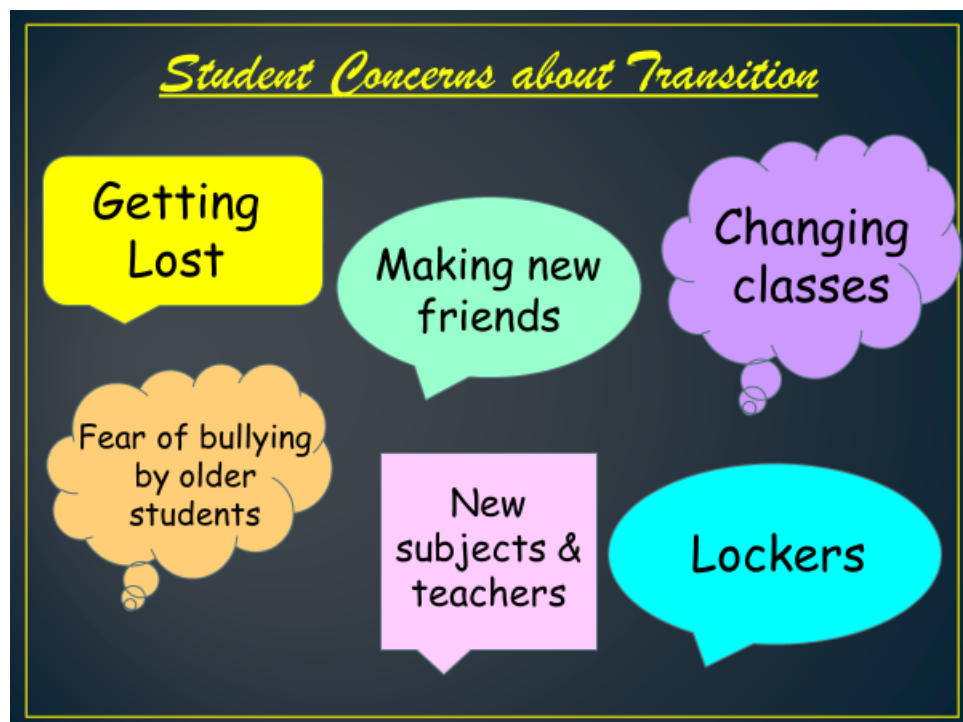 Student Concerns about Transition
Getting
Lost
Making new
friends
Changing
classes
Fear of bullying
by older
students
New
subjects &
teachers
Lockers